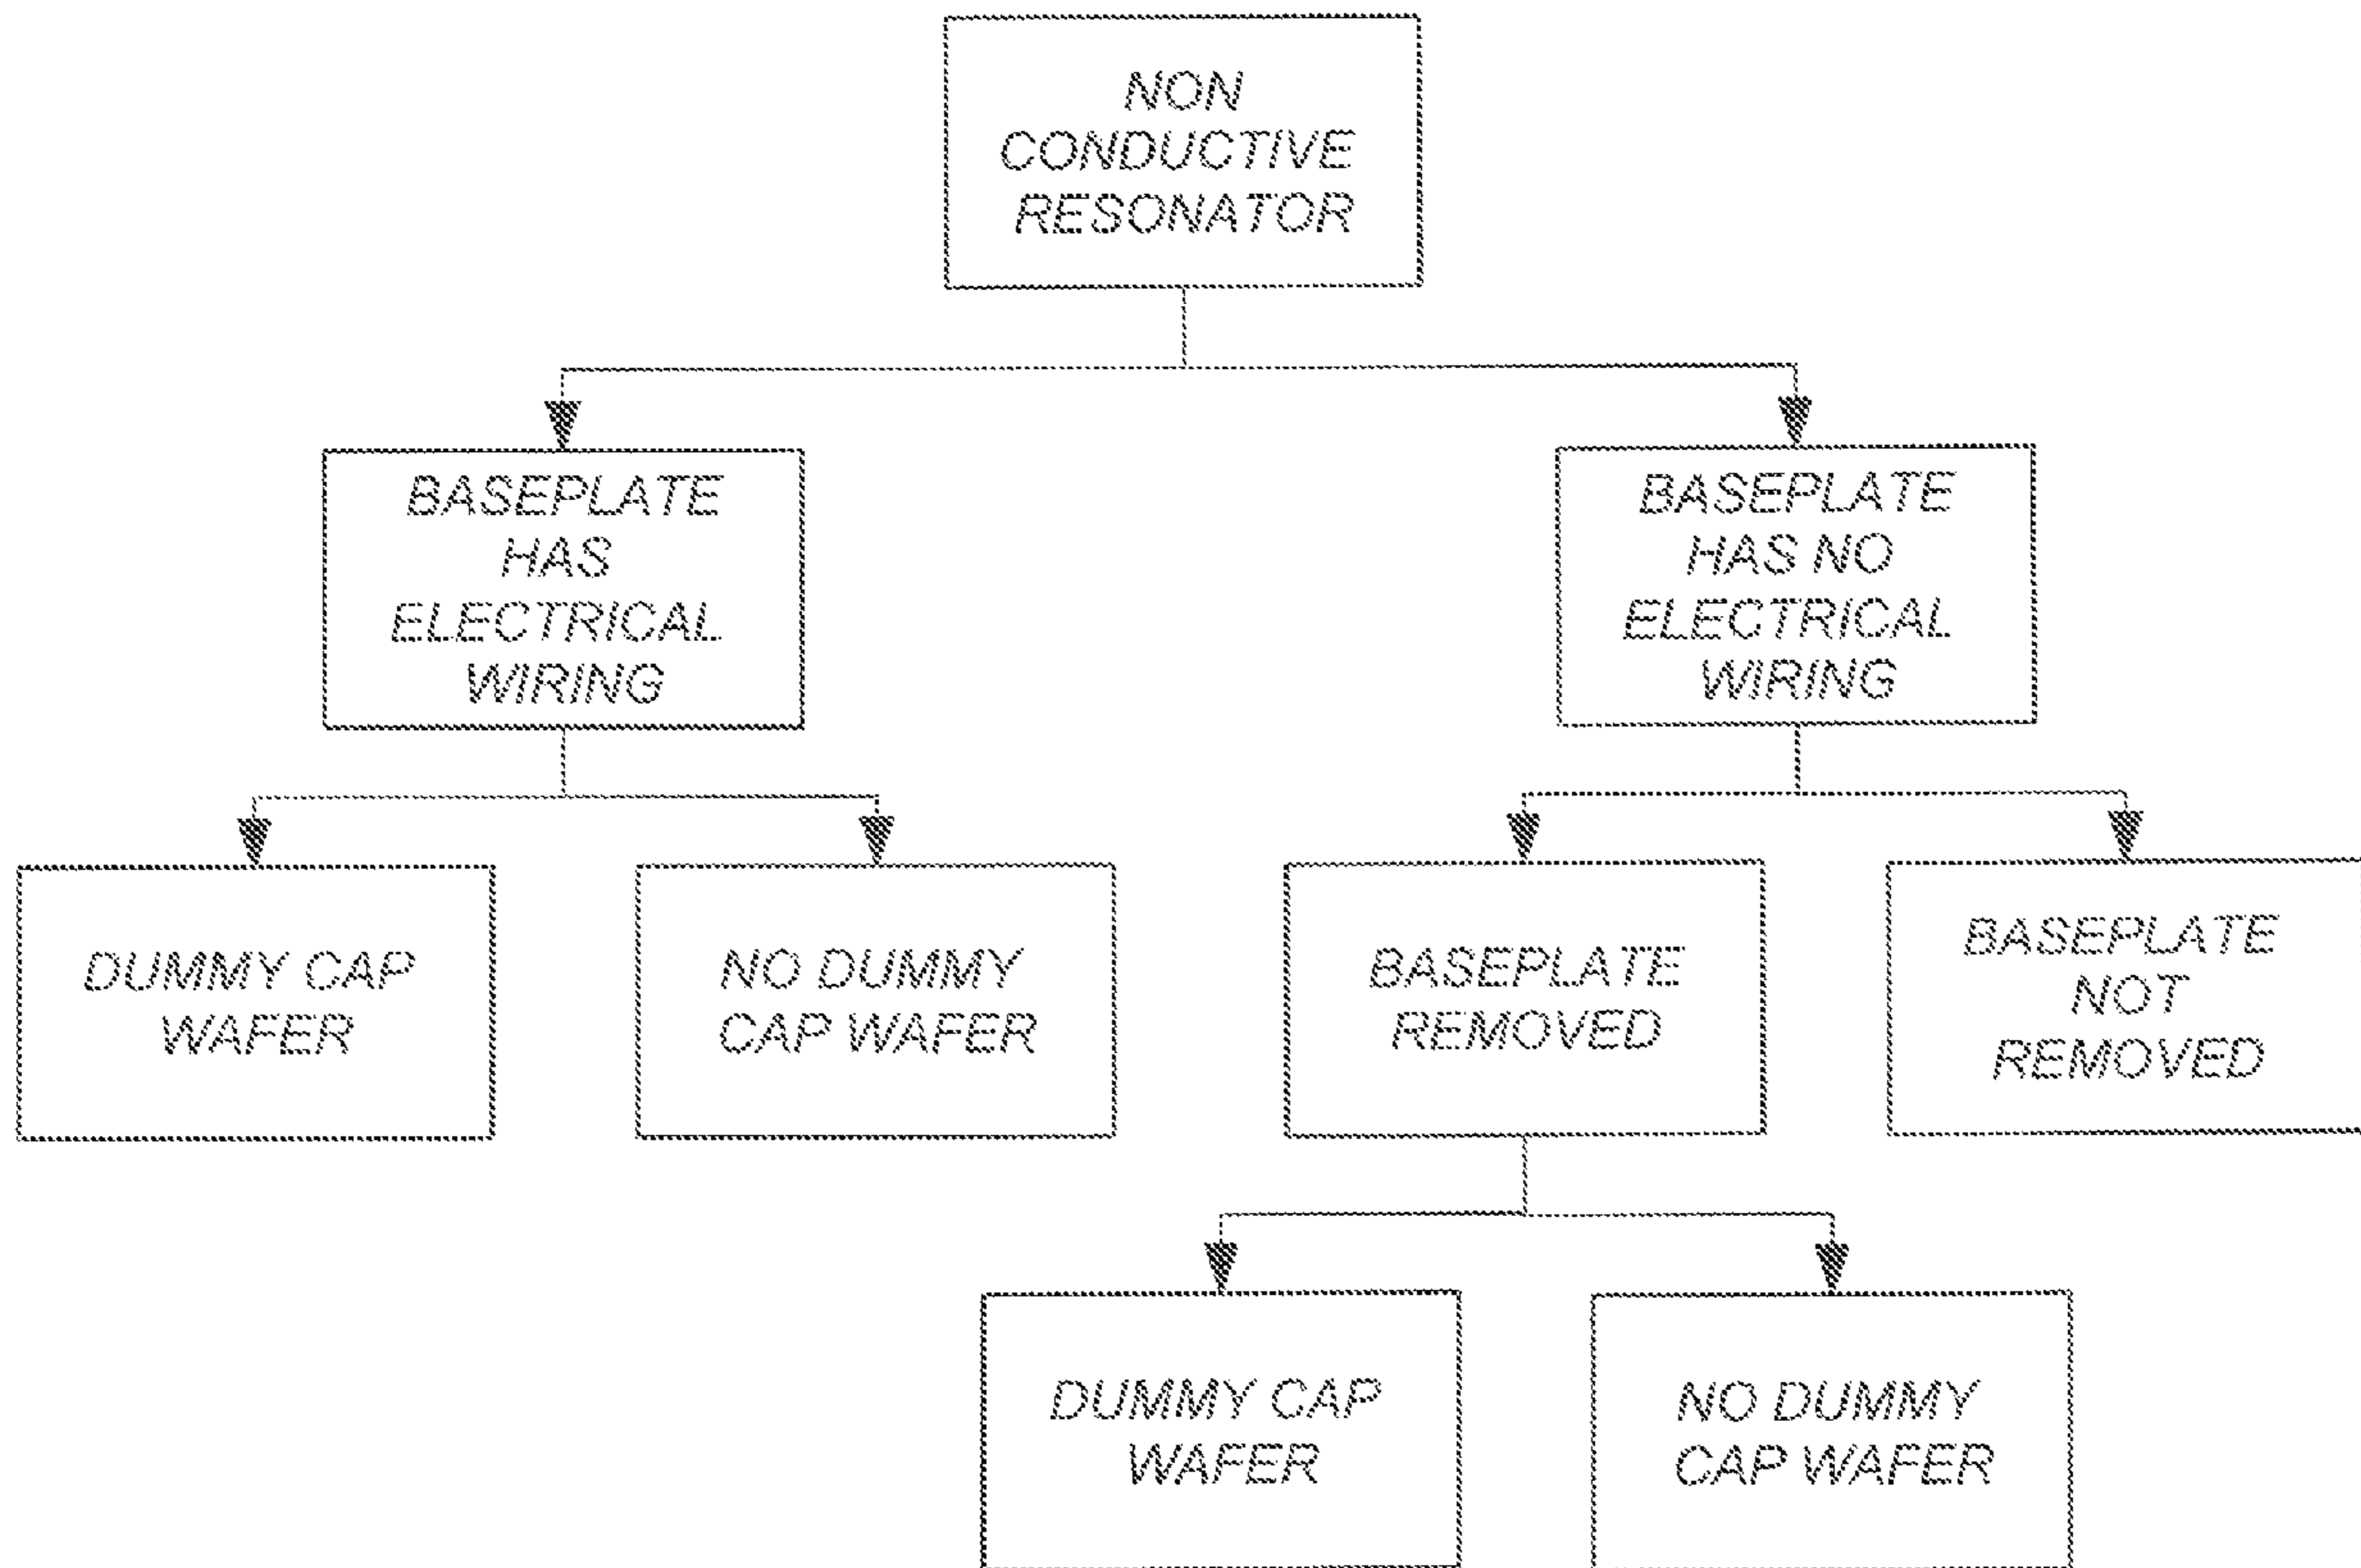 NON
CONDUCTIVE
RESONATOR
BASEPLATE
HAS
ELECTRICAL
WIRING
BASEPLATE
HAS NO
ELECTRICAL
WIRING
DUMMY CAP
WAFER
NO DUMMY
CAP WAFER
BASEPLATE
REMOVED
BASEPLATE
NOT
REMOVED
DUMMY CAP
WAFER
NO DUMMY
CAP WAFER